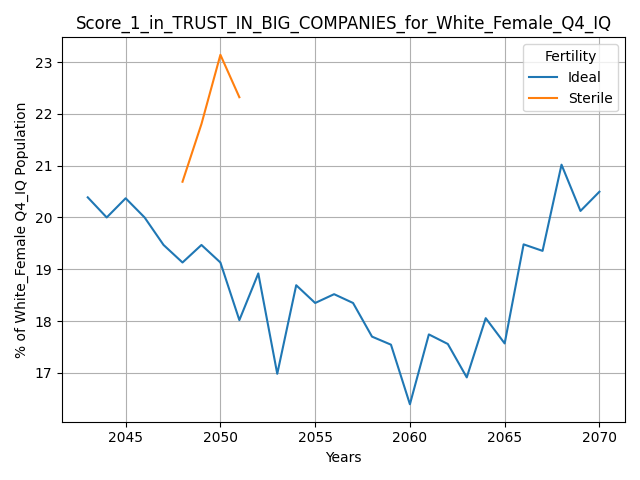 Score_1_in_TRUST_IN_BIG_COMPANIES_for_White_Female_Q4_IQ
Fertility
Ideal
Sterile
% of White_Female Q4_IQ Population
23
22
21
20
19
18
17
2045 2050 2055 2060 2065 2070
Years